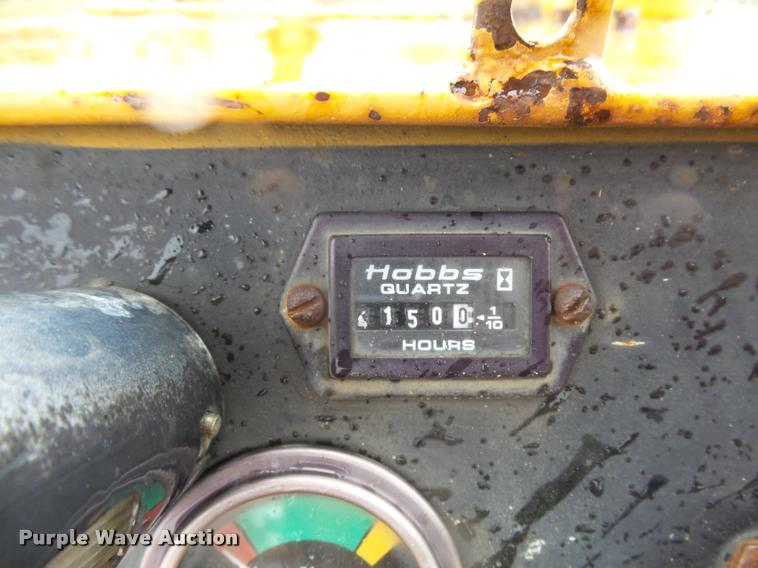 Hobbs
QUARTZ
1500 ◄ 1/10
HOURS
Purple Wave Auction